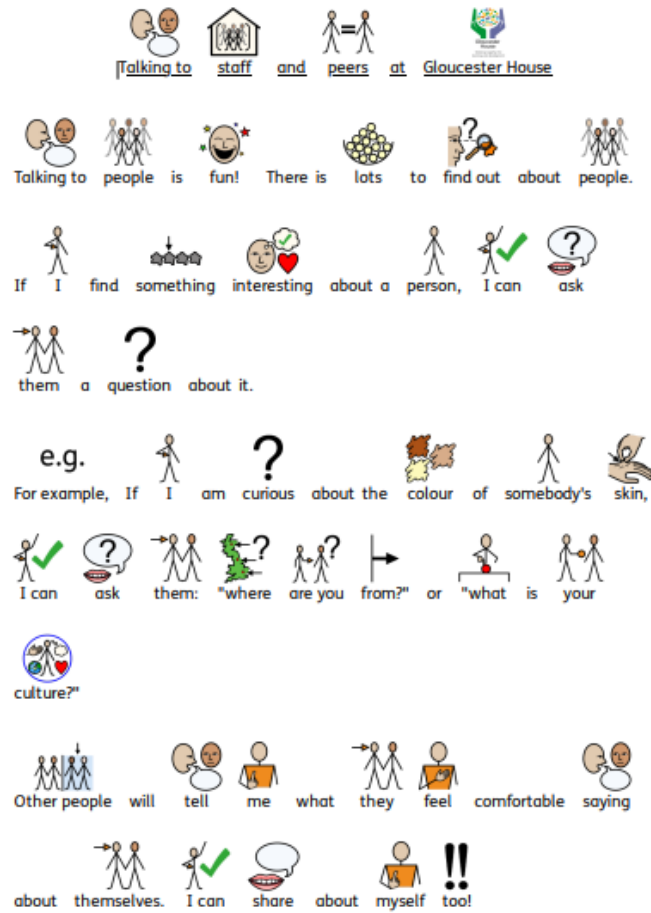 Gloucester House
Talking to staff and peers at Gloucester House
Talking to people is fun! There is lots to find out about people.
If I find something interesting about a person, I can ask
them a question about it.
e.g.
For example, If I am curious about the colour of somebody's skin,
I can ask them: "where are you from?" or "what is your
culture?"
Other people will tell me what they feel comfortable saying
about themselves. I can share about myself too!